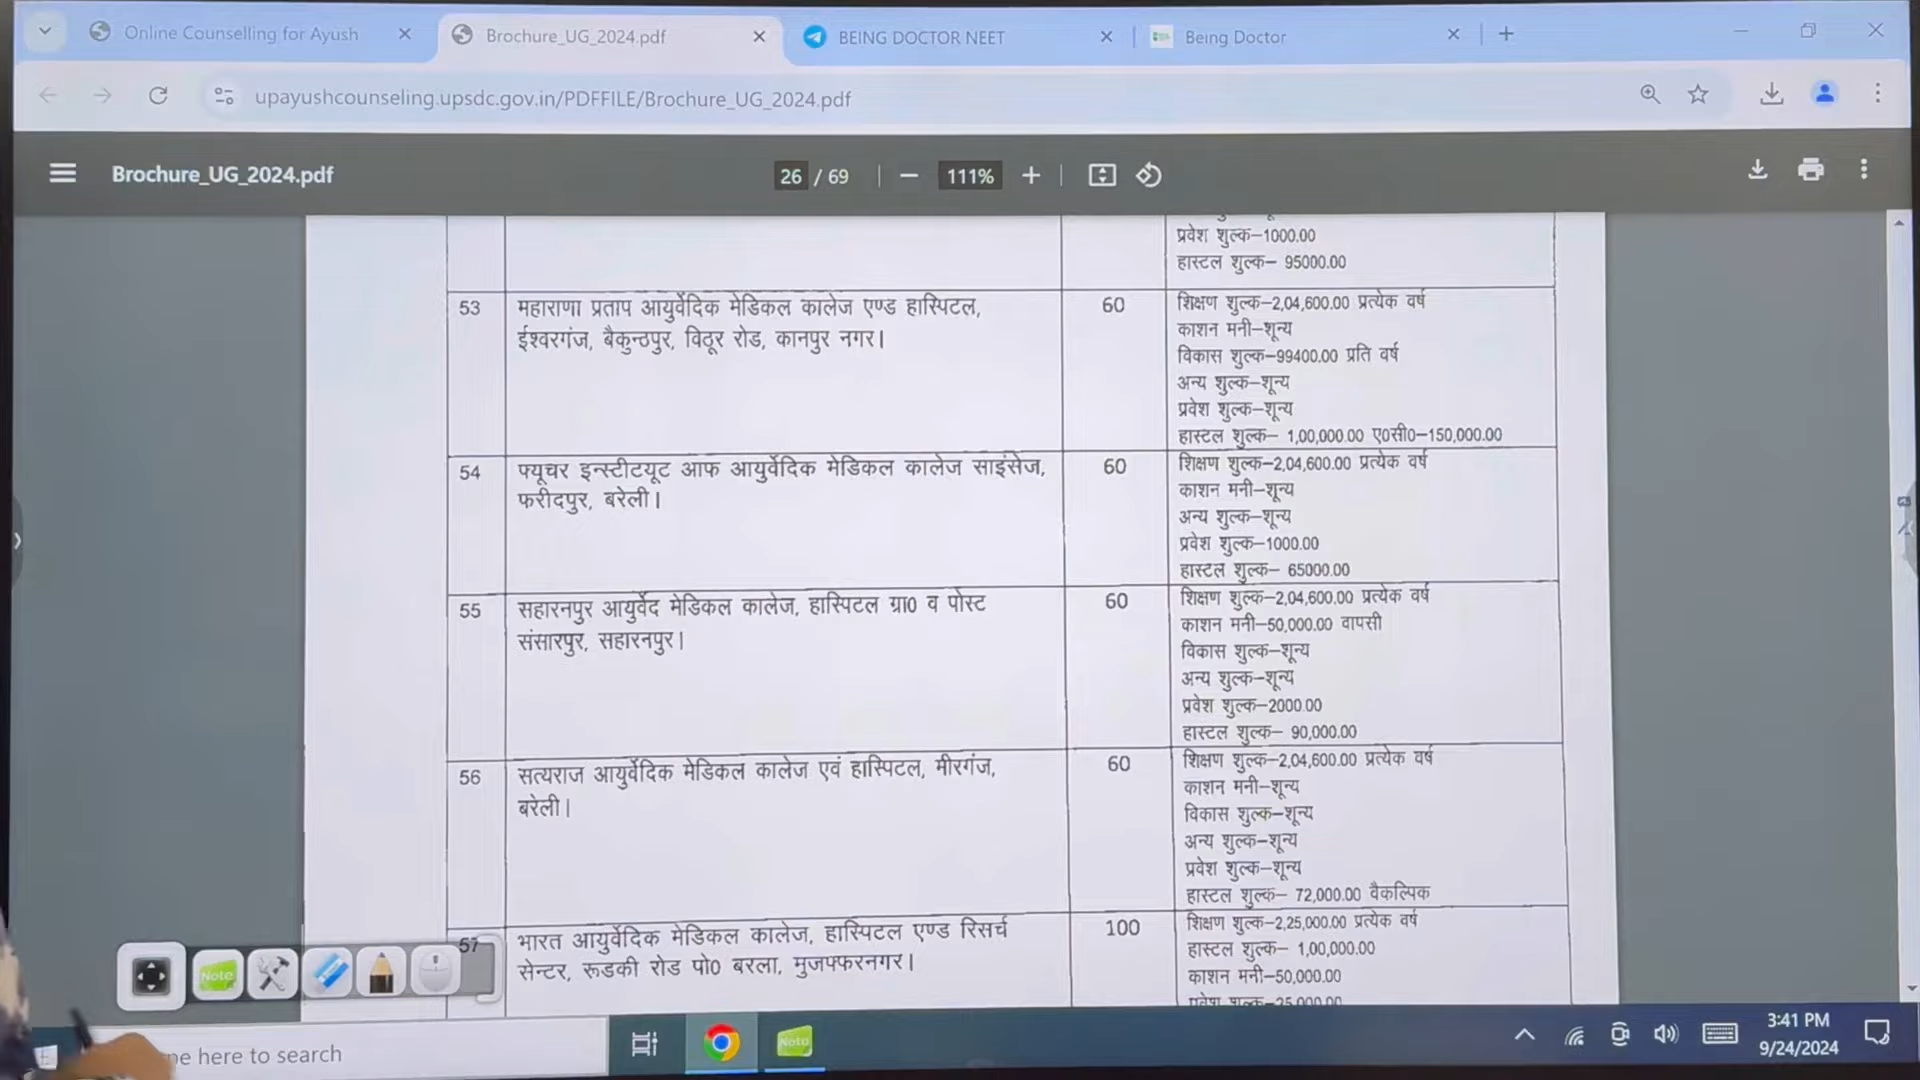 Online Counselling for Ayush
Brochure_UG_2024.pdf
BEING DOCTOR NEET
Being Doctor
upayushcounseling.upsdc.gov.in/PDFFILE/Brochure_UG_2024.pdf
Brochure_UG_2024.pdf
26 / 69
111%
प्रवेश शुल्क–1000.00
हास्टल शुल्क– 95000.00
53
महाराणा प्रताप आयुर्वेदिक मेडिकल कालेज एण्ड हास्पिटल,
ईश्वरगंज, बैकुन्ठपुर, विठूर रोड, कानपुर नगर।
60
शिक्षण शुल्क–2,04,600.00 प्रत्येक वर्ष
काशन मनी–शून्य
विकास शुल्क–99400.00 प्रति वर्ष
अन्य शुल्क–शून्य
प्रवेश शुल्क–शून्य
हास्टल शुल्क– 1,00,000.00 ए0सी0–150,000.00
54
फ्यूचर इन्स्टीटयूट आफ आयुर्वेदिक मेडिकल कालेज साइंसेज,
फरीदपुर, बरेली।
60
शिक्षण शुल्क–2,04,600.00 प्रत्येक वर्ष
काशन मनी–शून्य
अन्य शुल्क–शून्य
प्रवेश शुल्क–1000.00
हास्टल शुल्क– 65000.00
55
सहारनपुर आयुर्वेद मेडिकल कालेज, हास्पिटल ग्रा0 व पोस्ट
संसारपुर, सहारनपुर।
60
शिक्षण शुल्क–2,04,600.00 प्रत्येक वर्ष
काशन मनी–50,000.00 वापसी
विकास शुल्क–शून्य
अन्य शुल्क–शून्य
प्रवेश शुल्क–2000.00
हास्टल शुल्क– 90,000.00
56
सत्यराज आयुर्वेदिक मेडिकल कालेज एवं हास्पिटल, मीरगंज,
बरेली।
60
शिक्षण शुल्क–2,04,600.00 प्रत्येक वर्ष
काशन मनी–शून्य
विकास शुल्क–शून्य
अन्य शुल्क–शून्य
प्रवेश शुल्क–शून्य
हास्टल शुल्क– 72,000.00 वैकल्पिक
57
भारत आयुर्वेदिक मेडिकल कालेज, हास्पिटल एण्ड रिसर्च
सेन्टर, रूडकी रोड पो0 बरला, मुजफ्फरनगर।
100
शिक्षण शुल्क–2,25,000.00 प्रत्येक वर्ष
हास्टल शुल्क– 1,00,000.00
काशन मनी–50,000.00
प्रवेश शुल्क–25,000.00
Note
here to search
Note
3:41 PM
9/24/2024